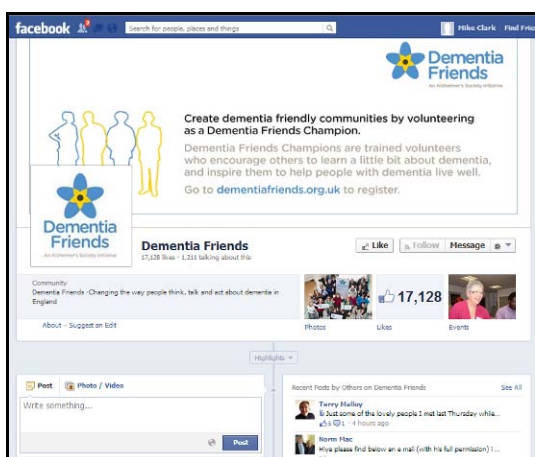 facebook
2
Search for people, places and things
Mike Clark Find Frie
Dementia
Friends
An Alzheimer's Society Initiative
Create dementia friendly communities by volunteering
as a Dementia Friends Champion.
Dementia Friends Champions are trained volunteers
who encourage others to learn a little bit about dementia,
and inspire them to help people with dementia live well.
Go to dementiafriends.org.uk to register.
Dementia
Friends
An Alzheimer's Society Initiative
Dementia Friends
17,128 likes · 1,211 talking about this
Like Follow Message
Community
Dementia Friends -Changing the way people think, talk and act about dementia in
England
About – Suggest an Edit
17,128
Photos Likes Events
Highlights
Post Photo / Video
Write something...
Post
Recent Posts by Others on Dementia Friends See All
Terry Malloy
Just some of the lovely people I met last Thursday while...
5 1 · 4 hours ago
Norm Mac
Hiya please find below an e mail (with his full permission) i...